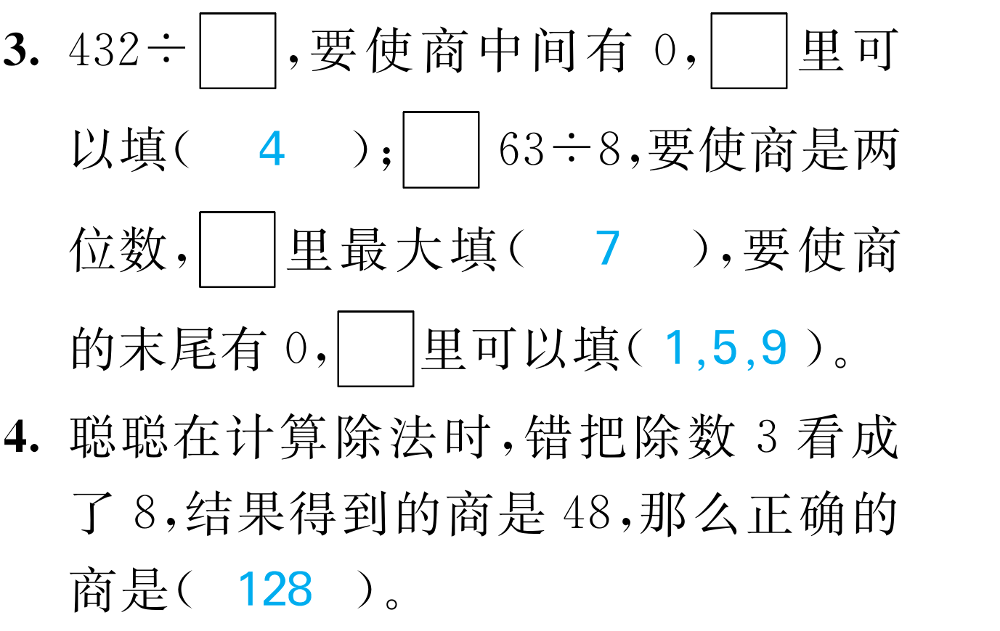 3. 432÷□,要使商中间有 0,□里可
以填( 4 );□63÷8,要使商是两
位数,□里最大填( 7 ),要使商
的末尾有 0,□里可以填( 1,5,9 )。
4. 聪聪在计算除法时,错把除数 3 看成
了 8,结果得到的商是 48,那么正确的
商是( 128 )。